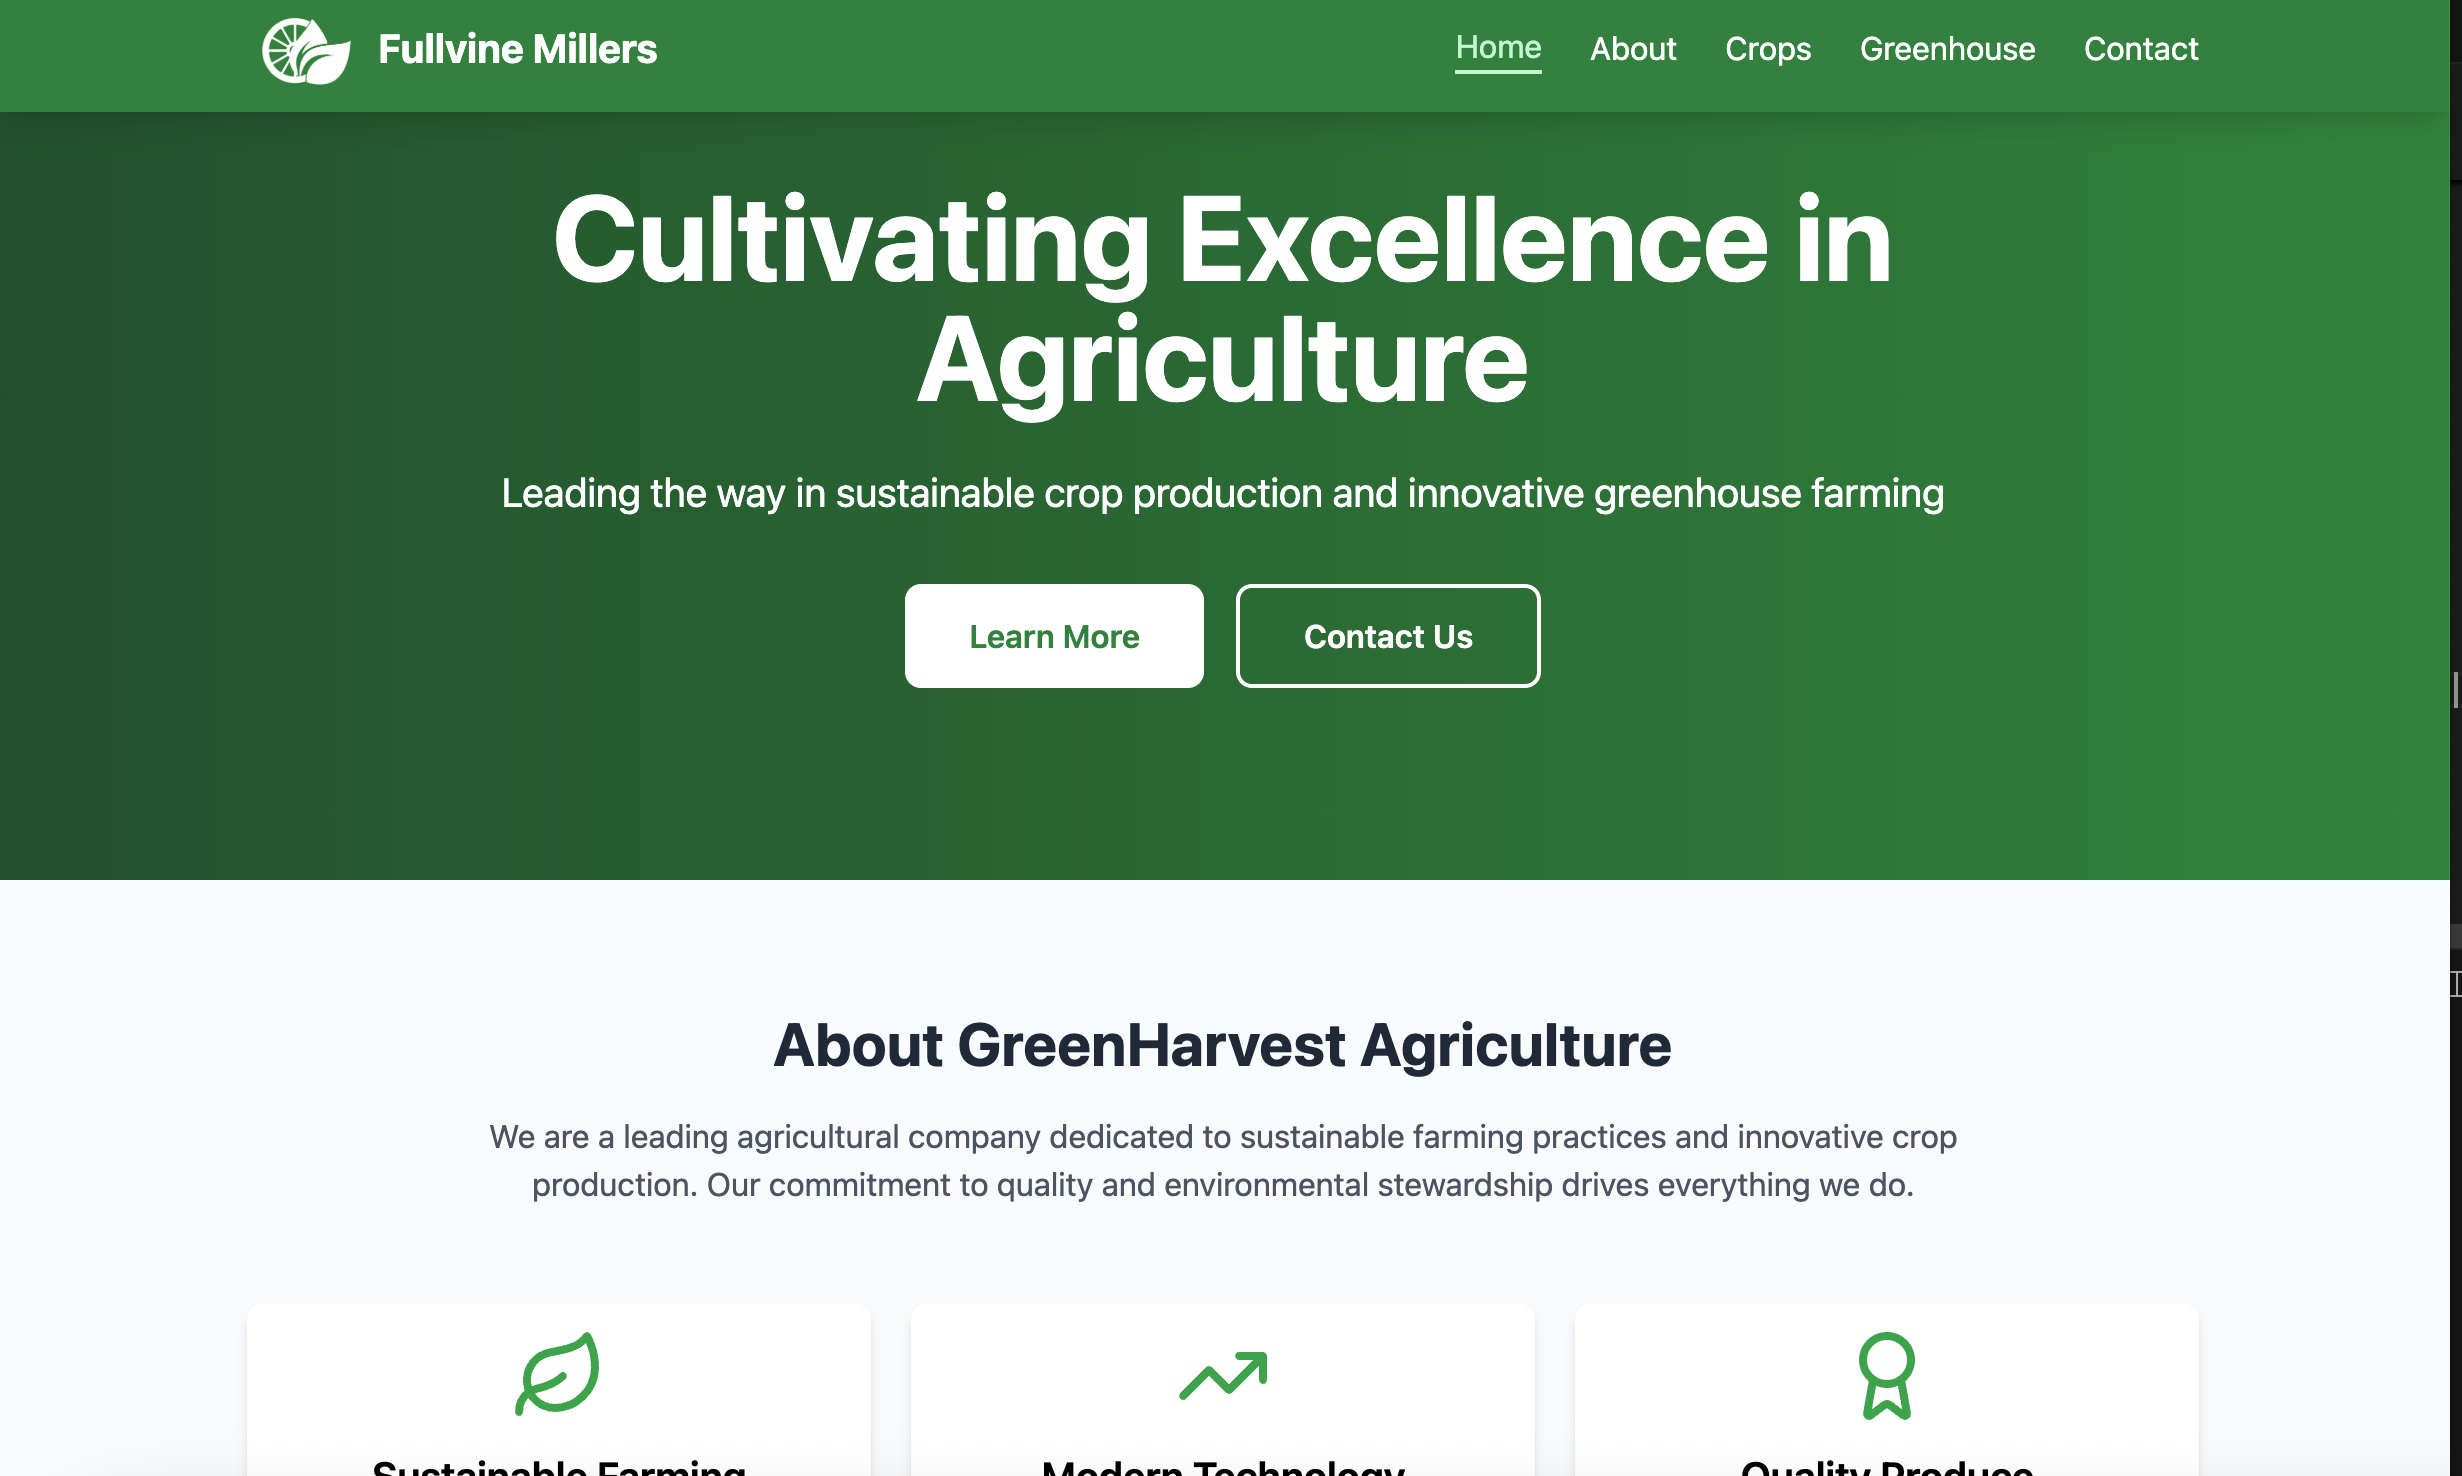 Fullvine Millers
Home About Crops Greenhouse Contact
Cultivating Excellence in
Agriculture
Leading the way in sustainable crop production and innovative greenhouse farming
Learn More Contact Us
About GreenHarvest Agriculture
We are a leading agricultural company dedicated to sustainable farming practices and innovative crop
production. Our commitment to quality and environmental stewardship drives everything we do.
Sustainable Farming Modern Technology Quality Produce